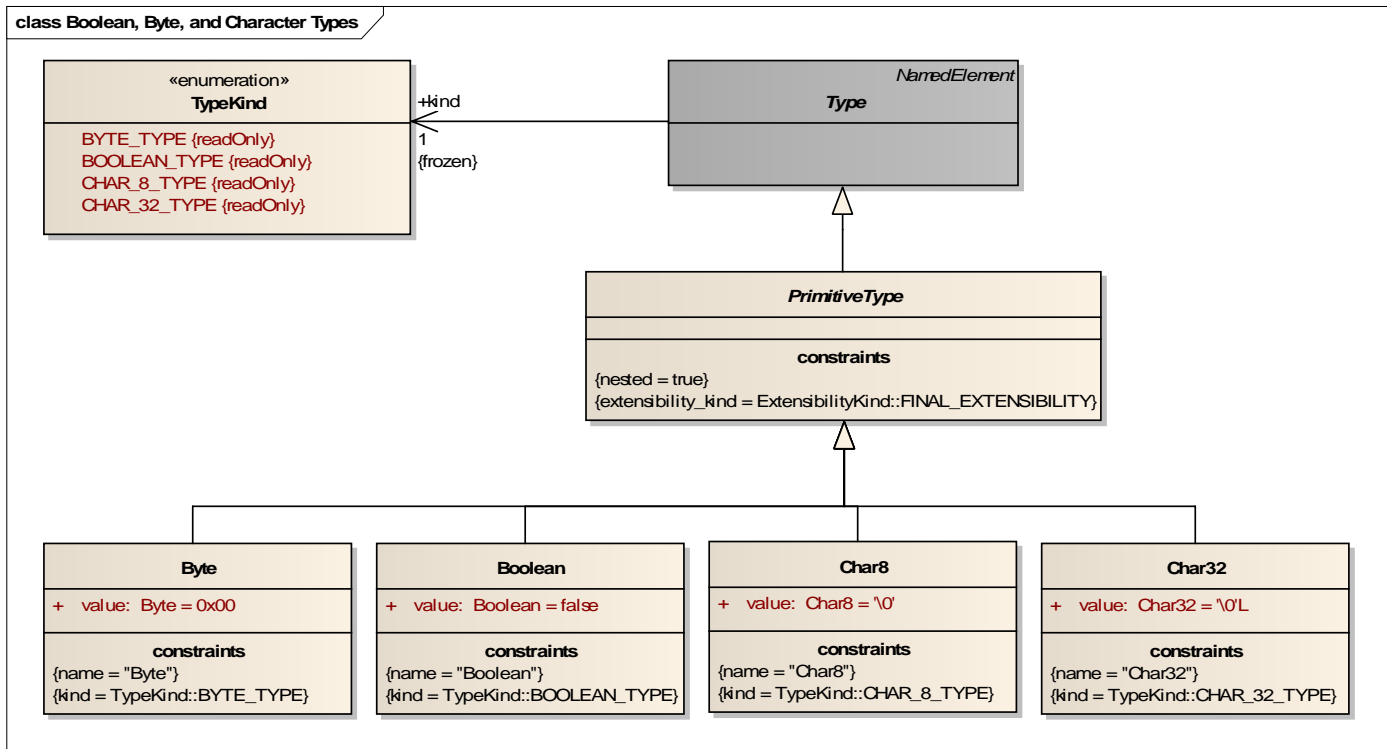 class Boolean, Byte, and Character Types
«enumeration»
TypeKind
BYTE_TYPE {readOnly}
BOOLEAN_TYPE {readOnly}
CHAR_8_TYPE {readOnly}
CHAR_32_TYPE {readOnly}
+kind
1
{frozen}
NamedElement
Type
PrimitiveType
constraints
{nested = true}
{extensibility_kind = ExtensibilityKind::FINAL_EXTENSIBILITY}
Byte
+ value: Byte = 0x00
constraints
{name = "Byte"}
{kind = TypeKind::BYTE_TYPE}
Boolean
+ value: Boolean = false
constraints
{name = "Boolean"}
{kind = TypeKind::BOOLEAN_TYPE}
Char8
+ value: Char8 = '\0'
constraints
{name = "Char8"}
{kind = TypeKind::CHAR_8_TYPE}
Char32
+ value: Char32 = '\0'L
constraints
{name = "Char32"}
{kind = TypeKind::CHAR_32_TYPE}